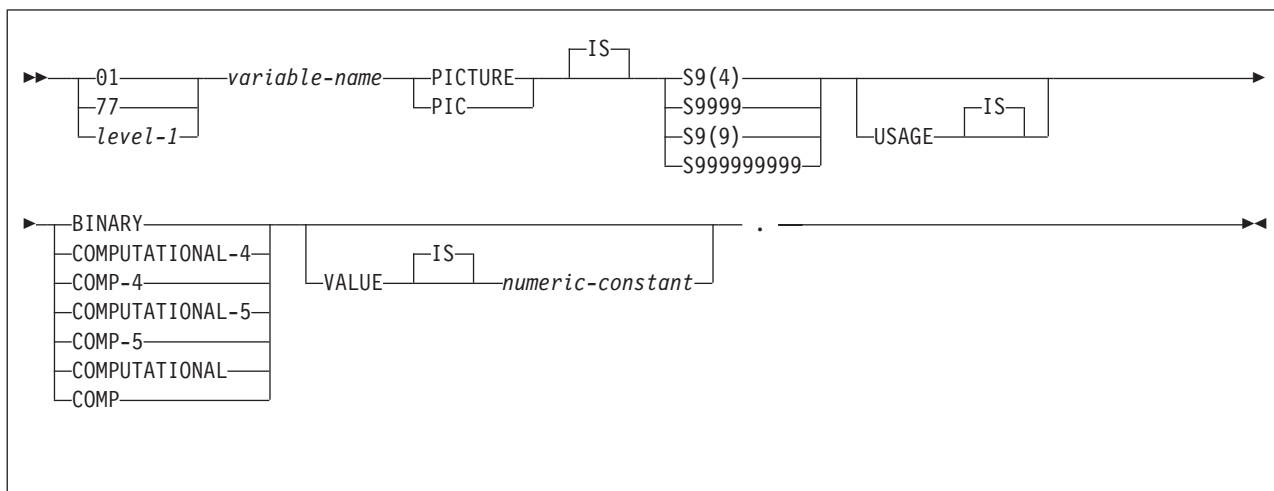 IS
01 variable-name PICTURE S9(4)
77 PIC S9999 IS
level-1 S9(9) USAGE
S999999999
BINARY .
COMPUTATIONAL-4 IS
COMP-4 VALUE numeric-constant
COMPUTATIONAL-5
COMP-5
COMPUTATIONAL
COMP